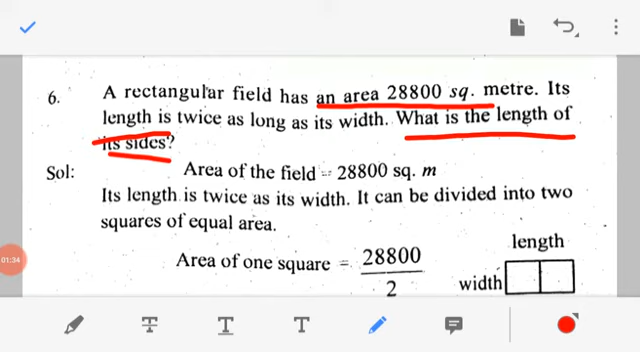 6. A rectangular field has an area 28800 sq. metre. Its
length is twice as long as its width. What is the length of
its sides?
Sol: Area of the field = 28800 sq. m
Its length is twice as its width. It can be divided into two
squares of equal area.
length
Area of one square = 28800
2
width
01:34
T T T